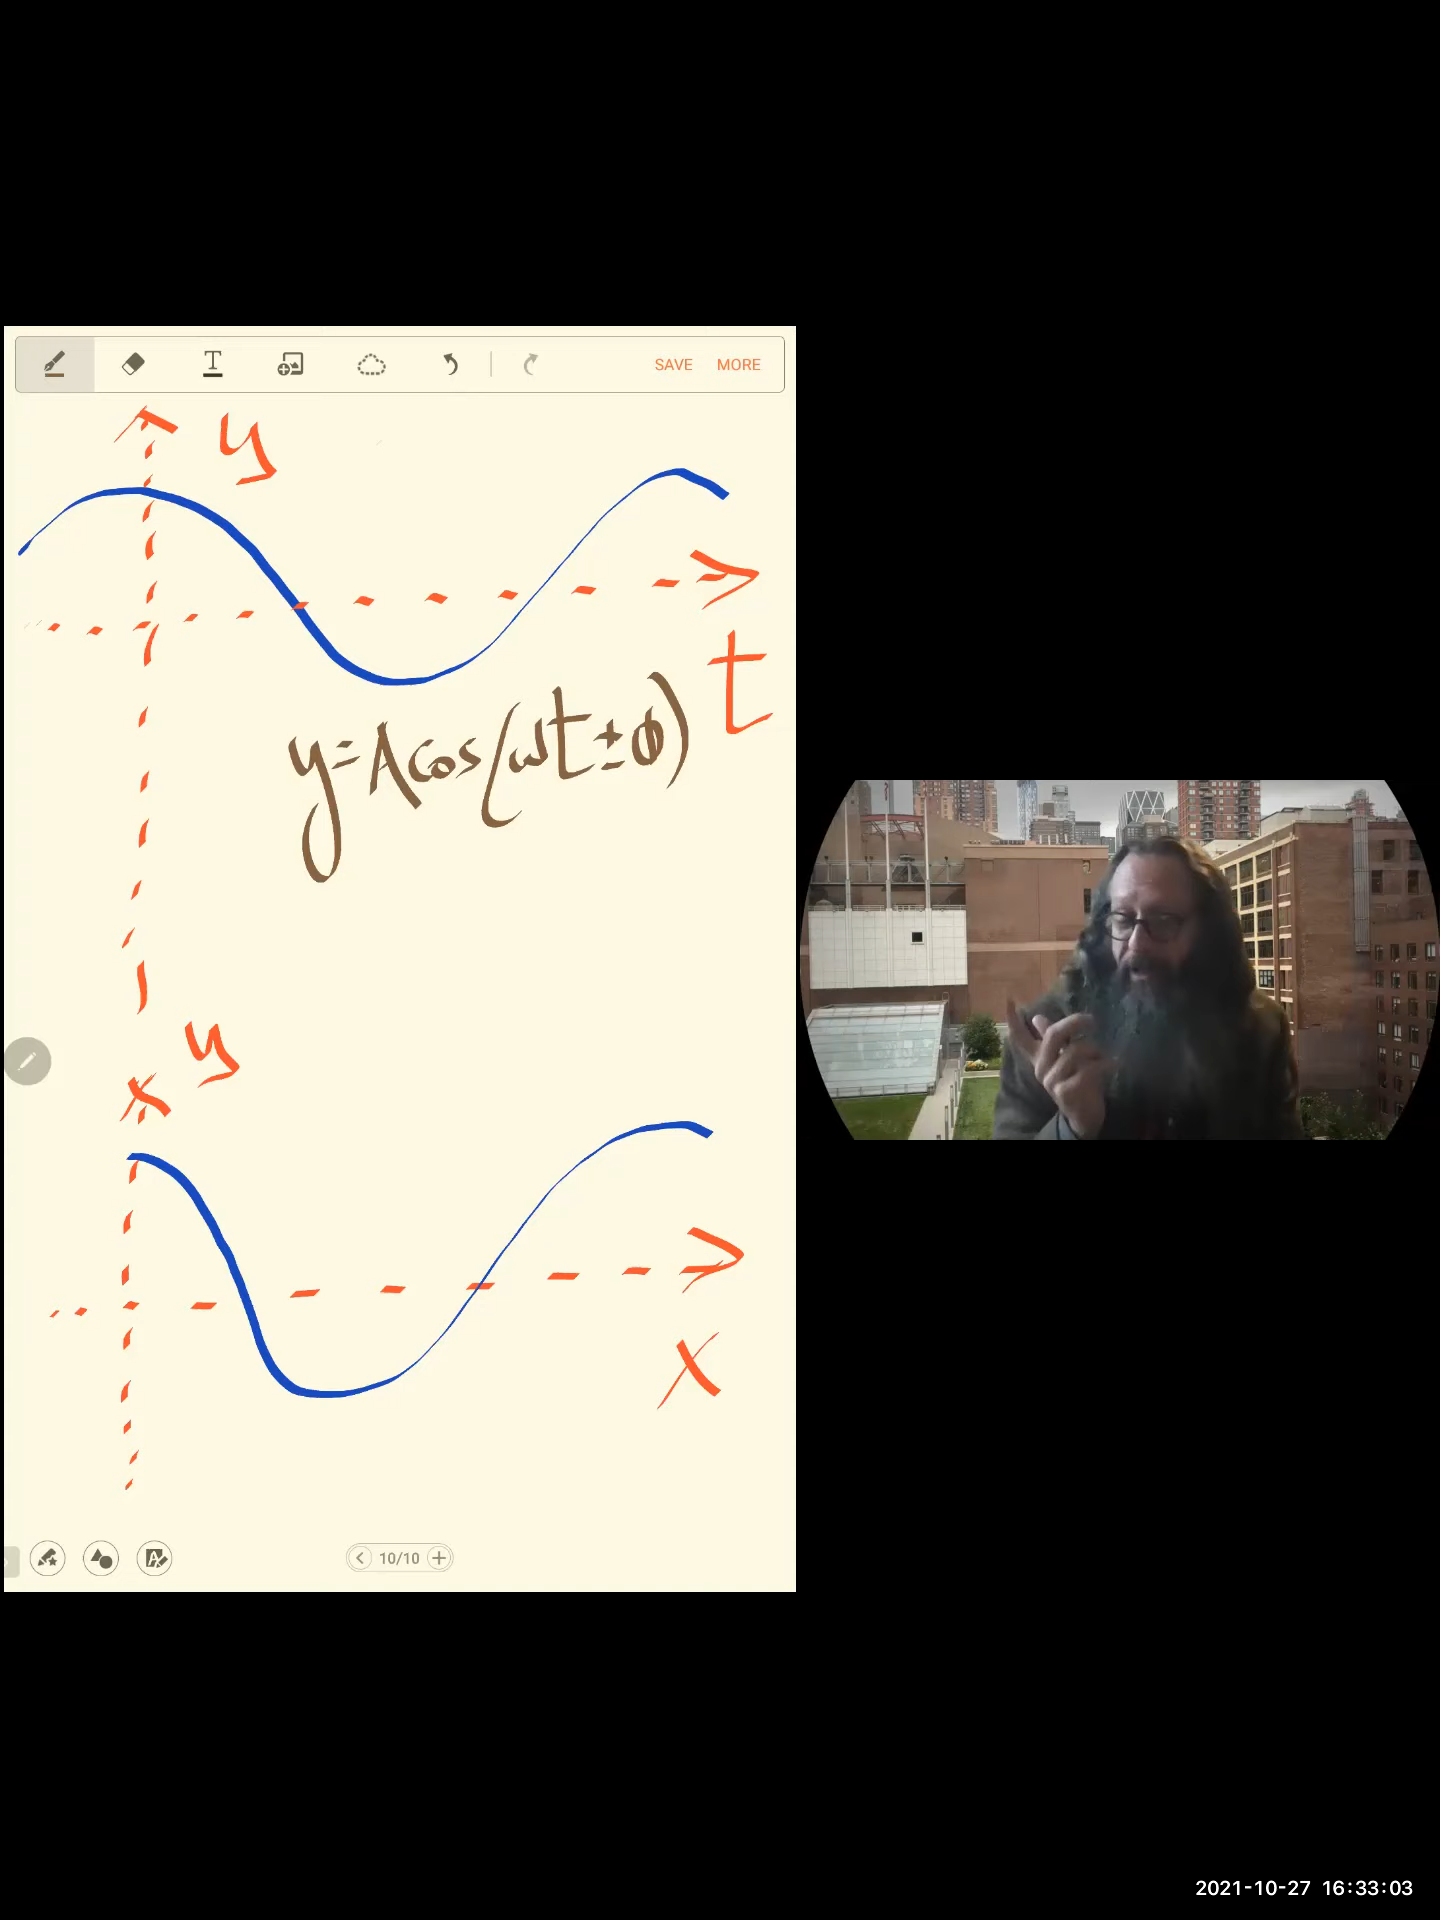 T SAVE MORE
y
t
y=Acos(ωt±ϕ)
y
x
A 10/10
2021-10-27 16:33:03